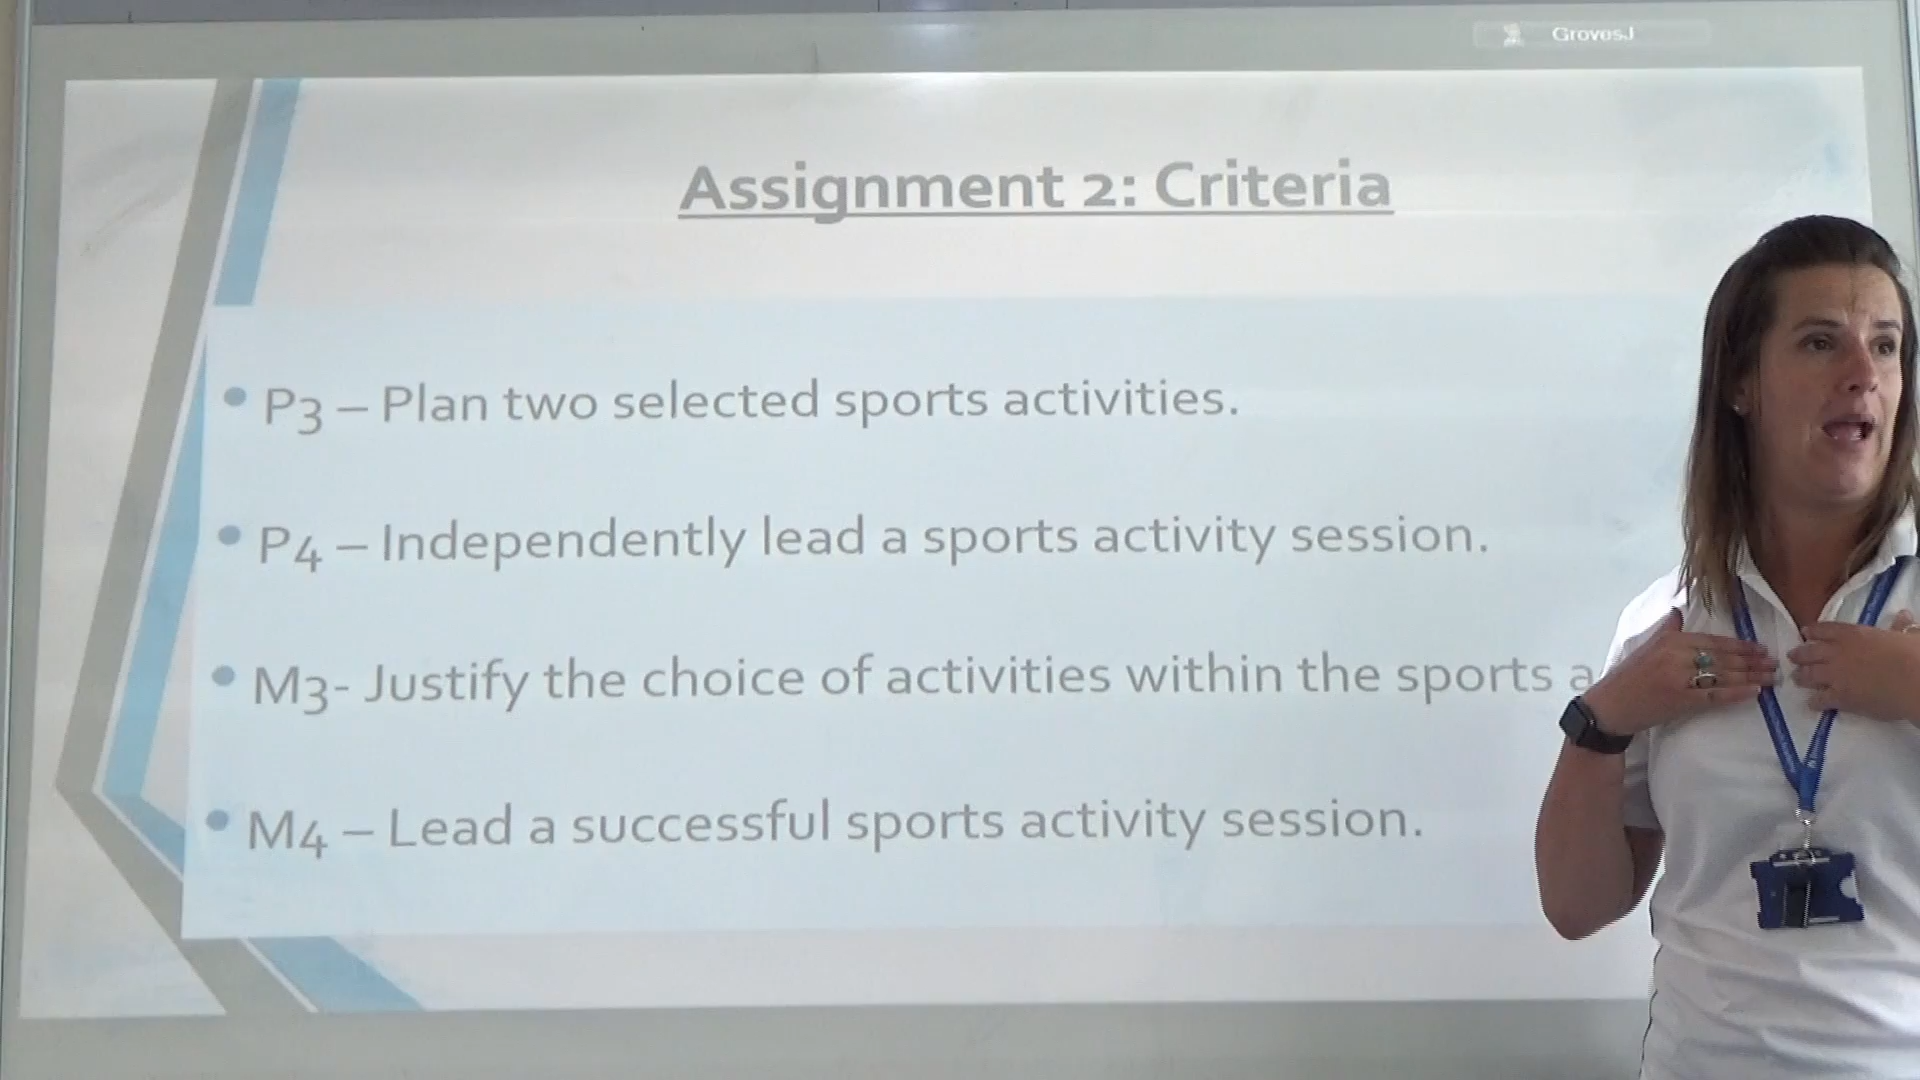 GrovesJ
Assignment 2: Criteria
• P3 – Plan two selected sports activities.
• P4 – Independently lead a sports activity session.
• M3- Justify the choice of activities within the sports a
• M4 – Lead a successful sports activity session.